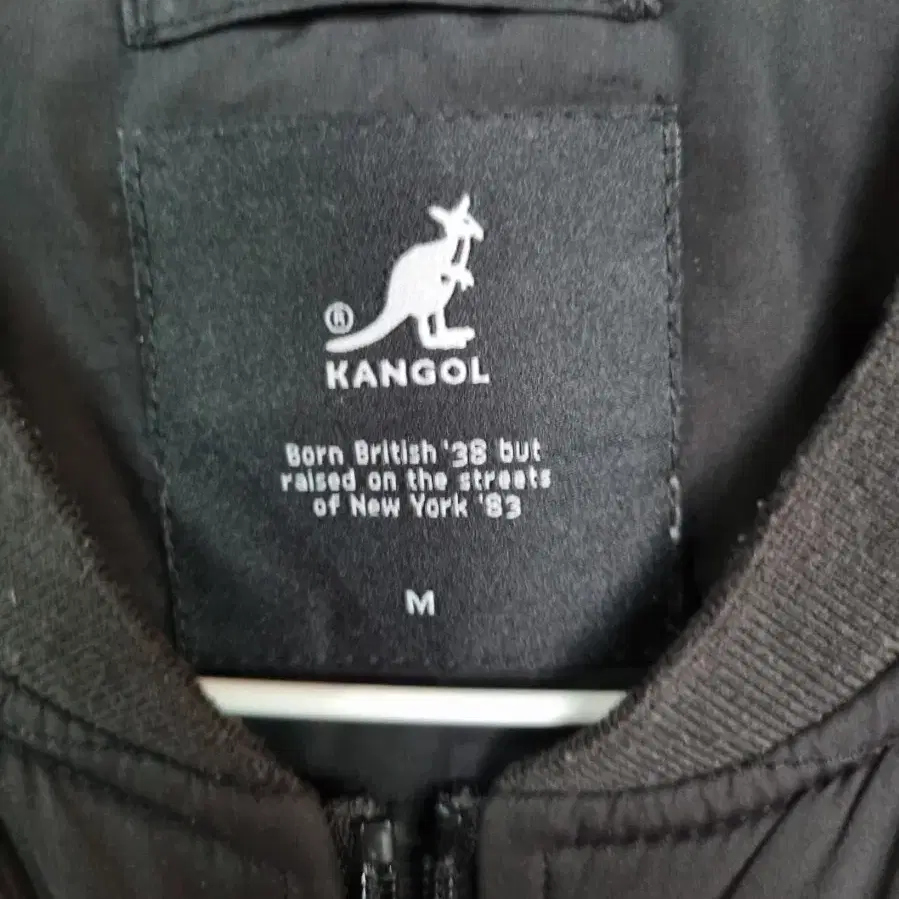 ®
KANGOL
Born British '38 but
raised on the streets
of New York '83
M